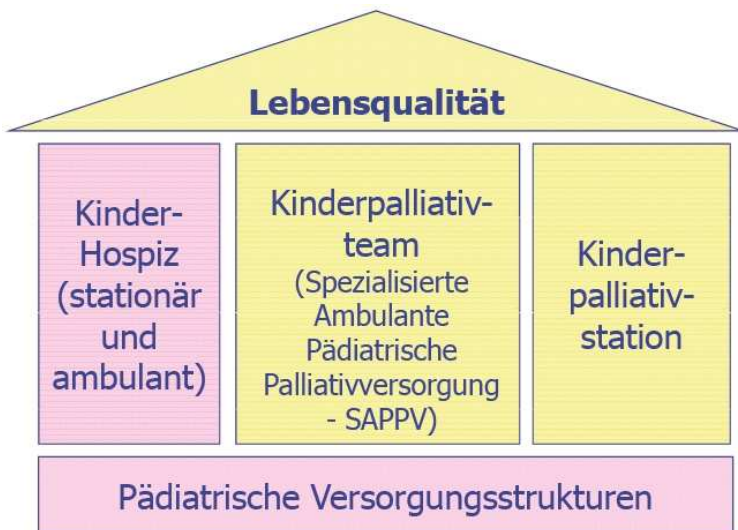 Lebensqualität
Kinder-
Hospiz
(stationär
und
ambulant)
Kinderpalliativ-
team
(Spezialisierte
Ambulante
Pädiatrische
Palliativversorgung
- SAPPV)
Kinder-
palliativ-
station
Pädiatrische Versorgungsstrukturen